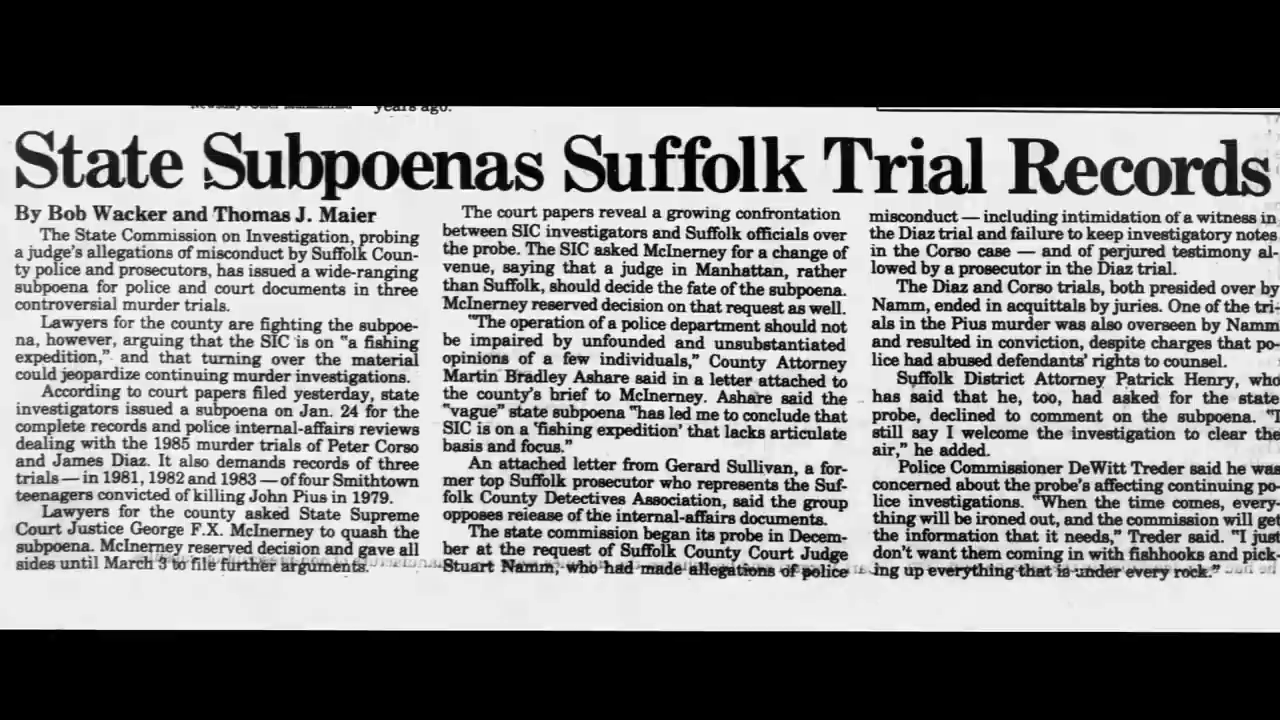 years ago.
State Subpoenas Suffolk Trial Records
By Bob Wacker and Thomas J. Maier
The State Commission on Investigation, probing
a judge's allegations of misconduct by Suffolk Coun-
ty police and prosecutors, has issued a wide-ranging
subpoena for police and court documents in three
controversial murder trials.
Lawyers for the county are fighting the subpoe-
na, however, arguing that the SIC is on "a fishing
expedition," and that turning over the material
could jeopardize continuing murder investigations.
According to court papers filed yesterday, state
investigators issued a subpoena on Jan. 24 for the
complete records and police internal-affairs reviews
dealing with the 1985 murder trials of Peter Corso
and James Diaz. It also demands records of three
trials — in 1981, 1982 and 1983 — of four Smithtown
teenagers convicted of killing John Pius in 1979.
Lawyers for the county asked State Supreme
Court Justice George F.X. McInerney to quash the
subpoena. McInerney reserved decision and gave all
sides until March 3 to file further arguments.
The court papers reveal a growing confrontation
between SIC investigators and Suffolk officials over
the probe. The SIC asked McInerney for a change of
venue, saying that a judge in Manhattan, rather
than Suffolk, should decide the fate of the subpoena.
McInerney reserved decision on that request as well.
"The operation of a police department should not
be impaired by unfounded and unsubstantiated
opinions of a few individuals," County Attorney
Martin Bradley Ashare said in a letter attached to
the county's brief to McInerney. Ashare said the
"vague" state subpoena "has led me to conclude that
SIC is on a 'fishing expedition' that lacks articulate
basis and focus."
An attached letter from Gerard Sullivan, a for-
mer top Suffolk prosecutor who represents the Suf-
folk County Detectives Association, said the group
opposes release of the internal-affairs documents.
The state commission began its probe in Decem-
ber at the request of Suffolk County Court Judge
Stuart Namm, who had made allegations of police
misconduct — including intimidation of a witness in
the Diaz trial and failure to keep investigatory notes
in the Corso case — and of perjured testimony al-
lowed by a prosecutor in the Diaz trial.
The Diaz and Corso trials, both presided over by
Namm, ended in acquittals by juries. One of the tri-
als in the Pius murder was also overseen by Namm
and resulted in conviction, despite charges that po-
lice had abused defendants' rights to counsel.
Suffolk District Attorney Patrick Henry, who
has said that he, too, had asked for the state
probe, declined to comment on the subpoena. "I
still say I welcome the investigation to clear the
air," he added.
Police Commissioner DeWitt Treder said he was
concerned about the probe's affecting continuing po-
lice investigations. "When the time comes, every-
thing will be ironed out, and the commission will get
the information that it needs," Treder said. "I just
don't want them coming in with fishhooks and pick-
ing up everything that is under every rock."